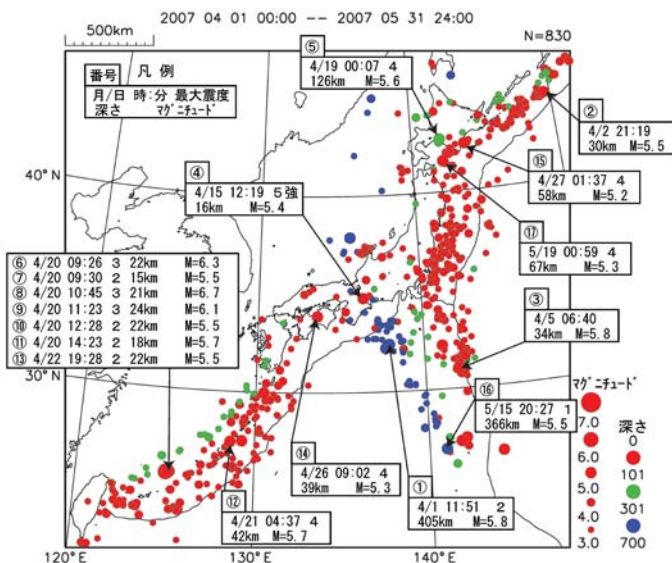 2007 04 01 00:00 -- 2007 05 31 24:00
500km
N=830
番号 凡 例
月/日 時:分 最大震度
深さ マグニチュード
⑤
4/19 00:07 4
126km M=5.6
②
4/2 21:19
30km M=5.5
⑮
4/27 01:37 4
58km M=5.2
④
4/15 12:19 5強
16km M=5.4
⑰
5/19 00:59 4
67km M=5.3
⑥ 4/20 09:26 3 22km M=6.3
⑦ 4/20 09:30 2 15km M=5.5
⑧ 4/20 10:45 3 21km M=6.7
⑨ 4/20 11:23 3 24km M=6.1
⑩ 4/20 12:28 2 22km M=5.5
⑪ 4/20 14:23 2 18km M=5.7
⑬ 4/22 19:28 2 22km M=5.5
③
4/5 06:40
34km M=5.8
⑯
5/15 20:27 1
366km M=5.5
⑭
4/26 09:02 4
39km M=5.3
①
4/1 11:51 2
405km M=5.8
⑫
4/21 04:37 4
42km M=5.7
40°N
30°N
120°E
130°E
140°E
マグニチュード
7.0
6.0
5.0
4.0
3.0
深さ
0
101
301
700